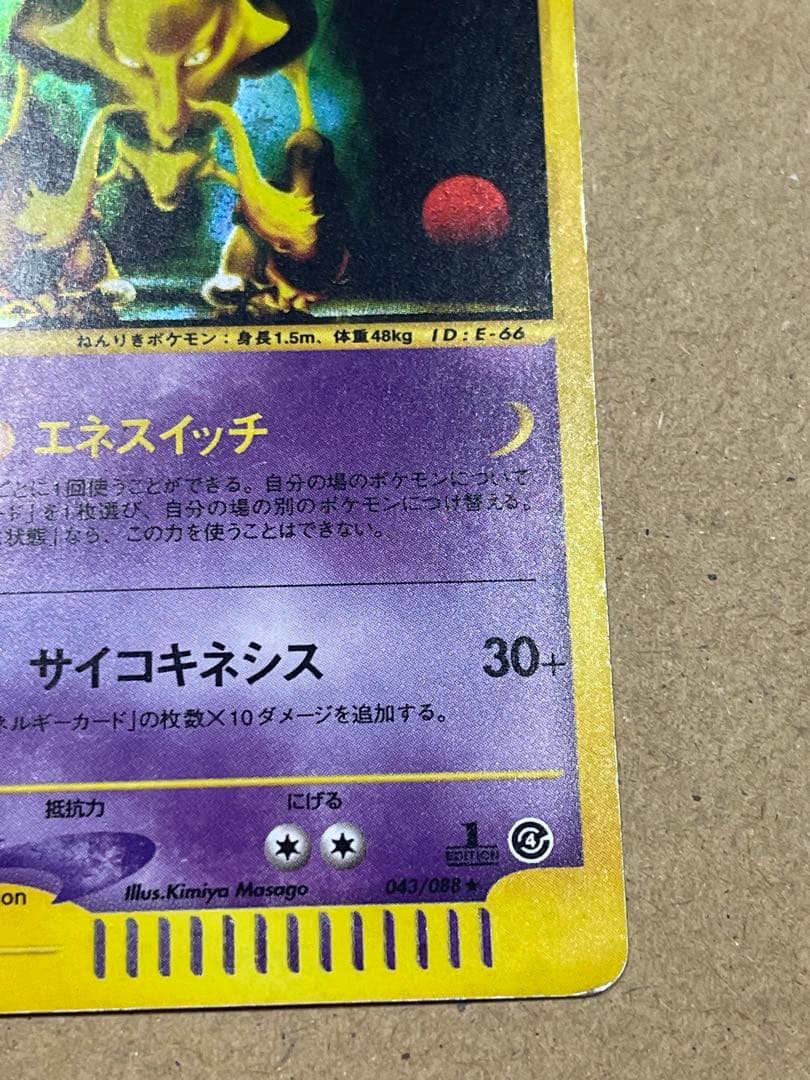 ねんりきポケモン：身長1.5m、体重48kg ID:E-66
エネスイッチ
ごとに1回使うことができる。自分の場のポケモンについて
ード」を1枚選び、自分の場の別のポケモンにつけ替える。
状態」なら、この力を使うことはできない。
サイコキネシス 30+
ネルギーカード」の枚数×10ダメージを追加する。
抵抗力 にげる
1 EDITION 4
on Illus.Kimiya Masago 043/088★